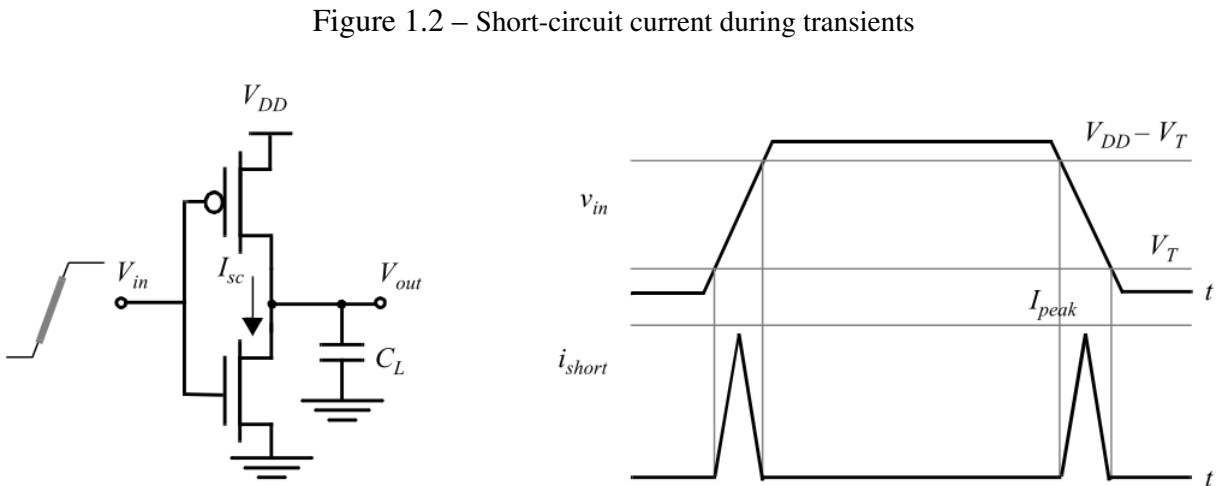 Figure 1.2 – Short-circuit current during transients
V_DD
V_in
I_sc
V_out
C_L
V_DD – V_T
v_in
V_T
t
I_peak
i_short
t